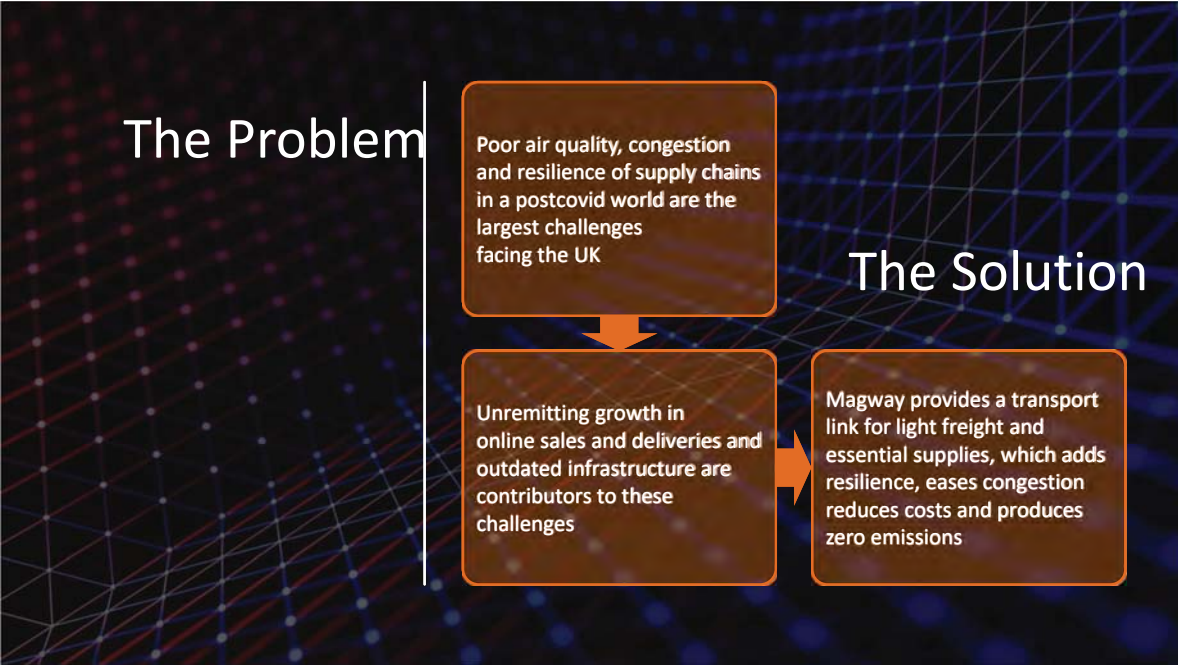 The Problem
Poor air quality, congestion
and resilience of supply chains
in a postcovid world are the
largest challenges
facing the UK
Unremitting growth in
online sales and deliveries and
outdated infrastructure are
contributors to these
challenges
The Solution
Magway provides a transport
link for light freight and
essential supplies, which adds
resilience, eases congestion
reduces costs and produces
zero emissions